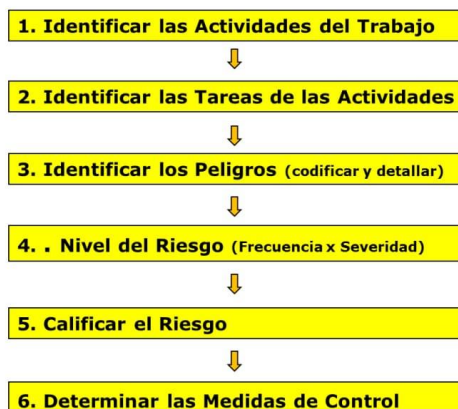 1. Identificar las Actividades del Trabajo
2. Identificar las Tareas de las Actividades
3. Identificar los Peligros (codificar y detallar)
4. . Nivel del Riesgo (Frecuencia x Severidad)
5. Calificar el Riesgo
6. Determinar las Medidas de Control